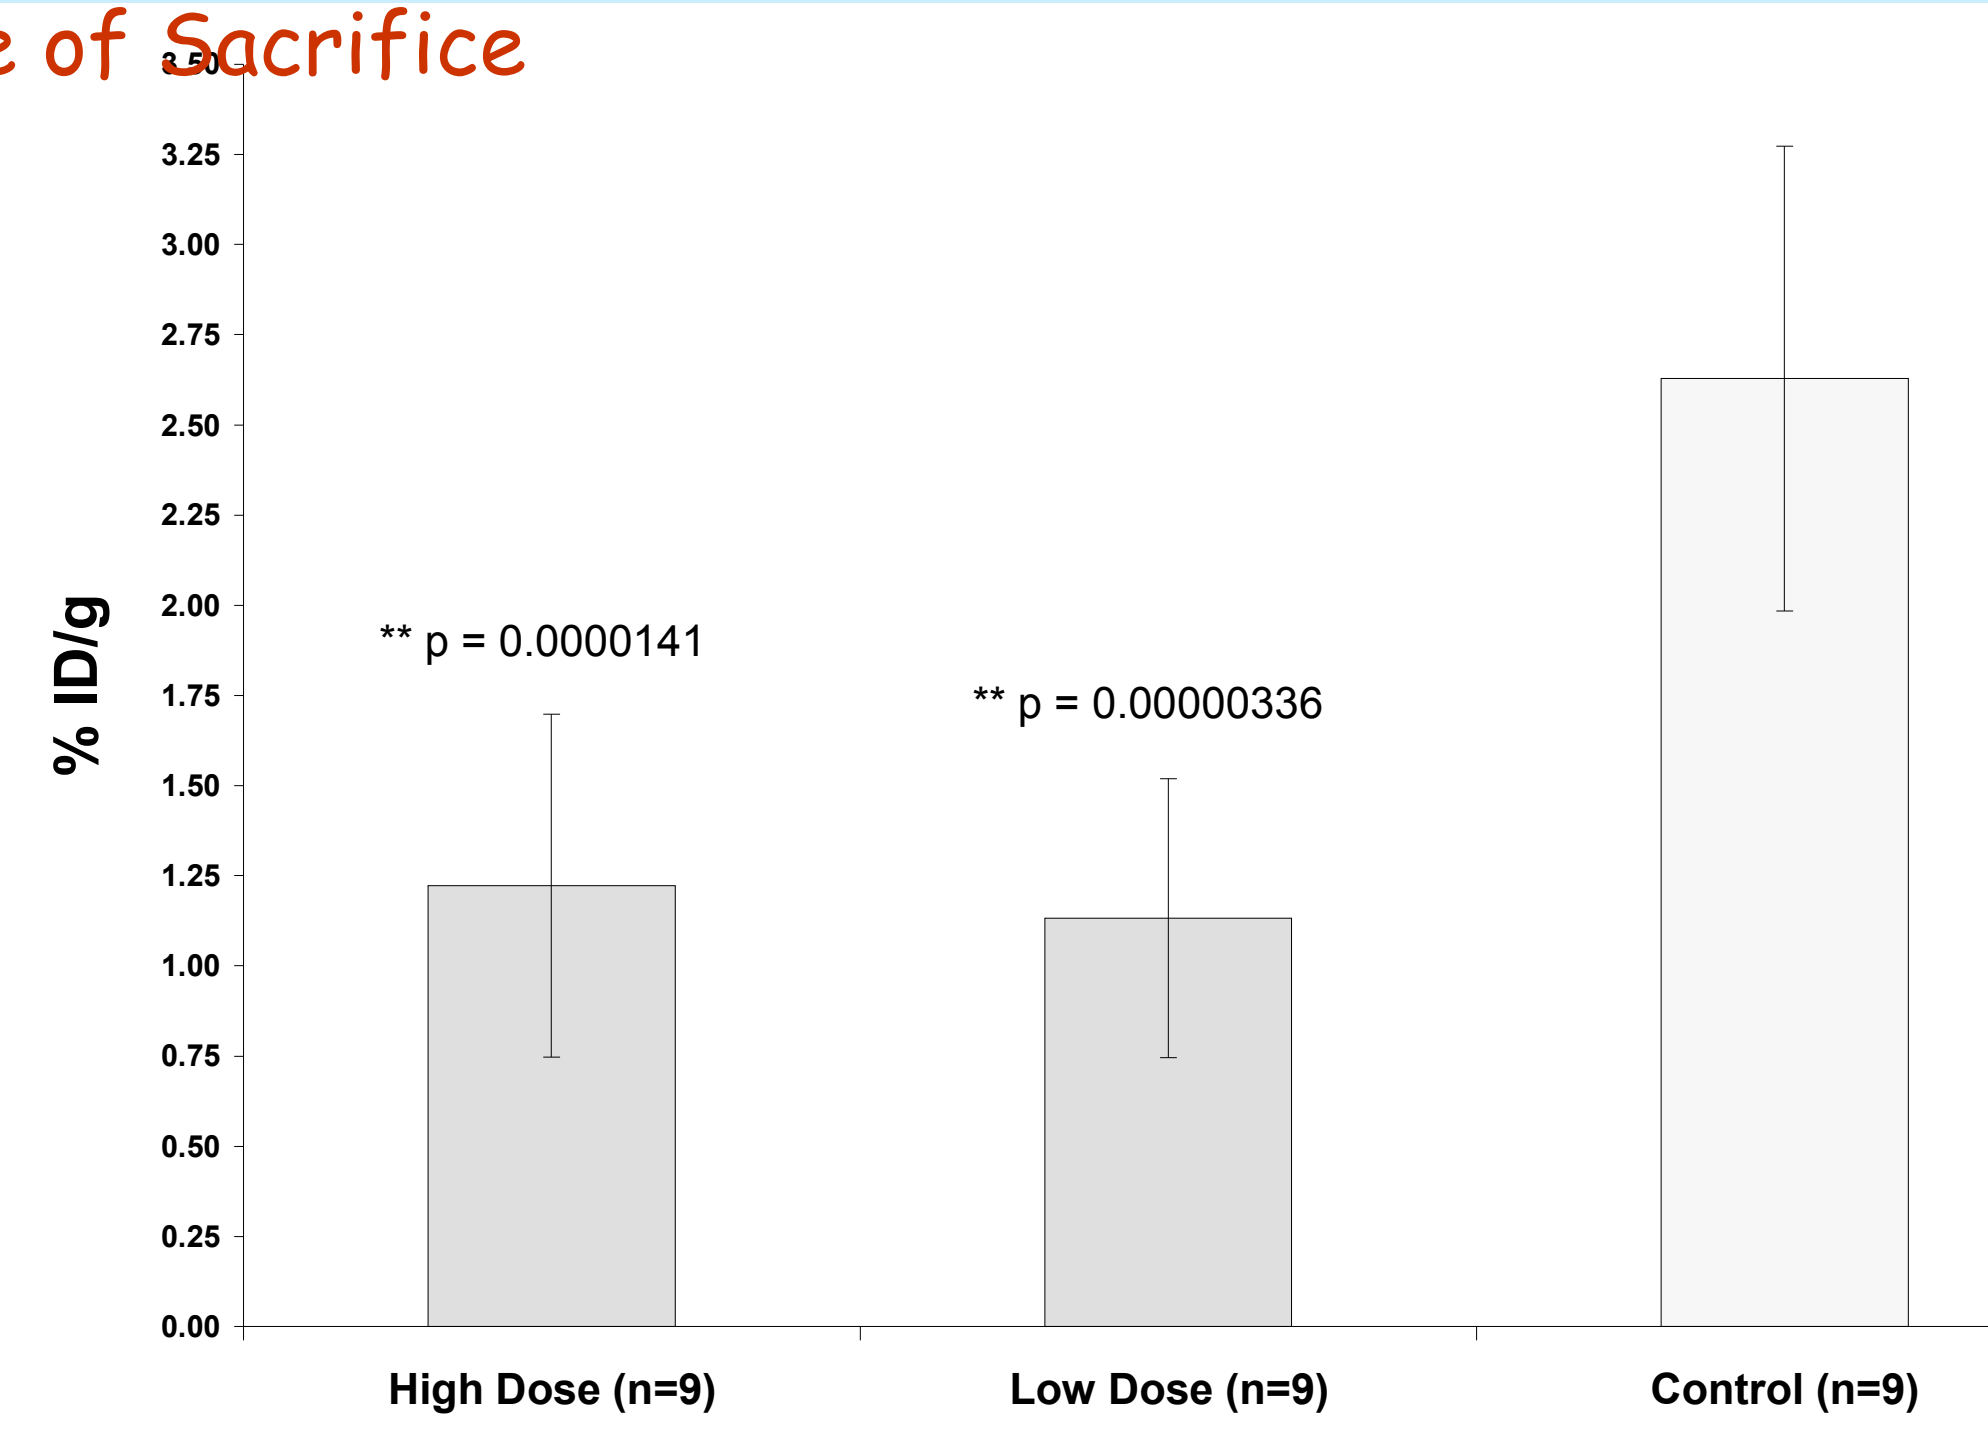 e of Sacrifice
3.50
3.25
3.00
2.75
2.50
2.25
2.00
1.75
1.50
1.25
1.00
0.75
0.50
0.25
0.00
% ID/g
** p = 0.0000141
** p = 0.00000336
High Dose (n=9)
Low Dose (n=9)
Control (n=9)